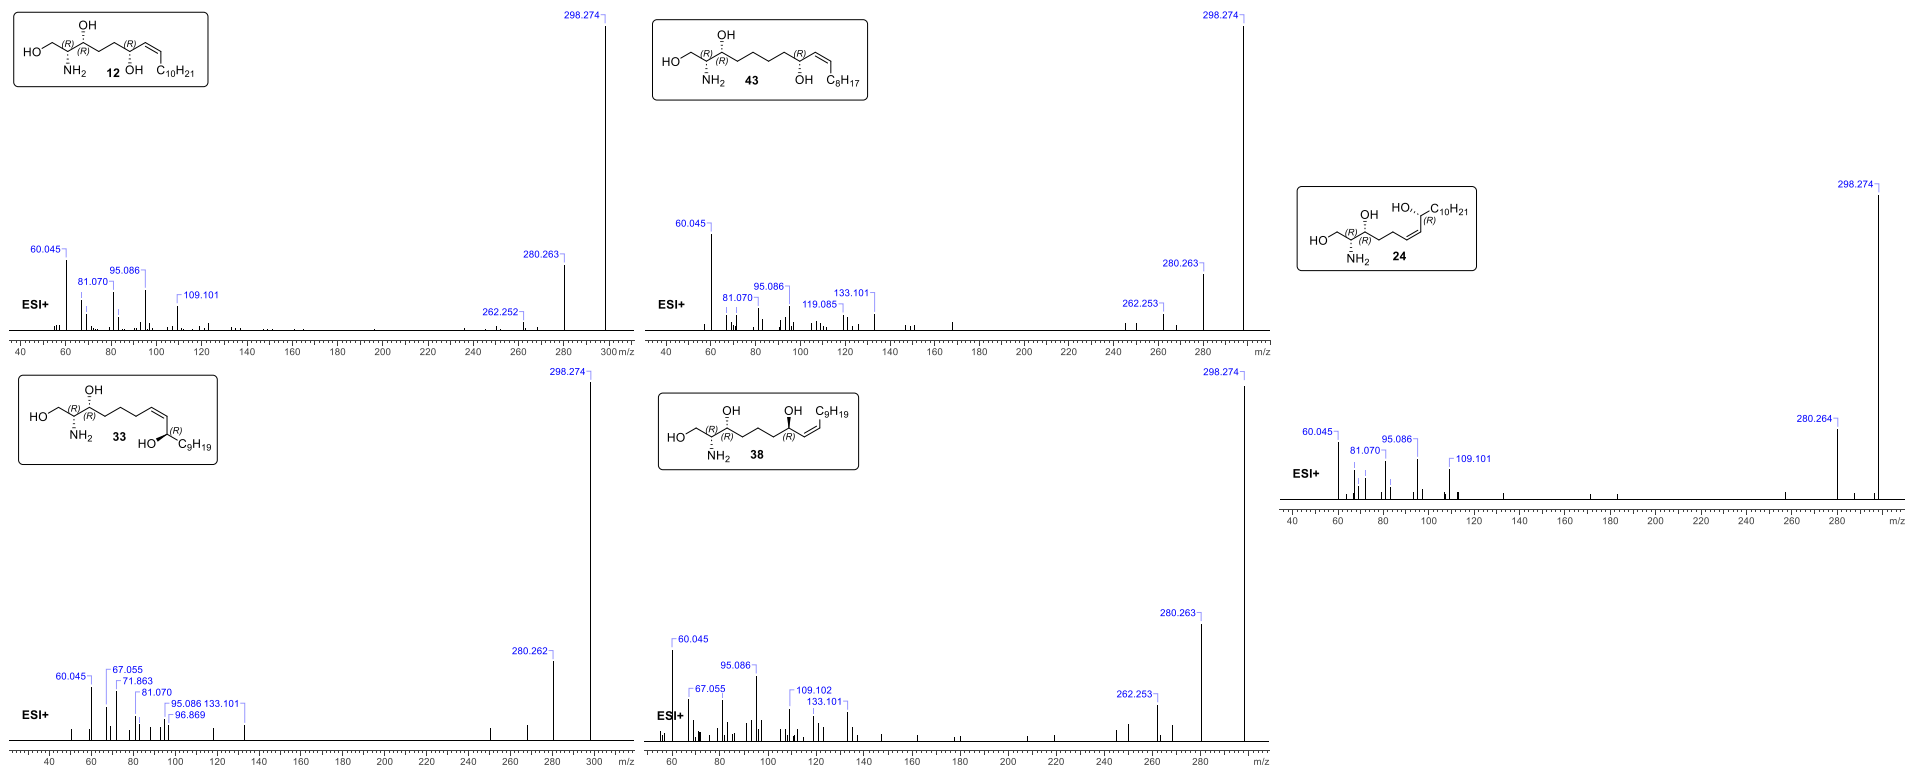 OH
(R)
(R)
(R)
HO
NH2
12
OH
C10H21
298.274
280.263
262.252
60.045
81.070
95.086
109.101
ESI+
40 60 80 100 120 140 160 180 200 220 240 260 280 300 m/z
OH
(R)
(R)
(R)
HO
NH2
43
OH
C8H17
298.274
280.263
262.253
60.045
81.070
95.086
119.085
133.101
ESI+
40 60 80 100 120 140 160 180 200 220 240 260 280 m/z
HO
C10H21
(R)
OH
(R)
(R)
HO
NH2
24
298.274
280.264
60.045
81.070
95.086
109.101
ESI+
40 60 80 100 120 140 160 180 200 220 240 260 280 m/z
OH
(R)
(R)
HO
NH2
33
(R)
HO
C9H19
298.274
280.262
60.045
67.055
71.863
81.070
95.086
133.101
96.869
ESI+
40 60 80 100 120 140 160 180 200 220 240 260 280 300 m/z
OH
OH
C9H19
(R)
(R)
(R)
HO
NH2
38
298.274
280.263
262.253
60.045
67.055
95.086
109.102
133.101
ESI+
60 80 100 120 140 160 180 200 220 240 260 280 m/z